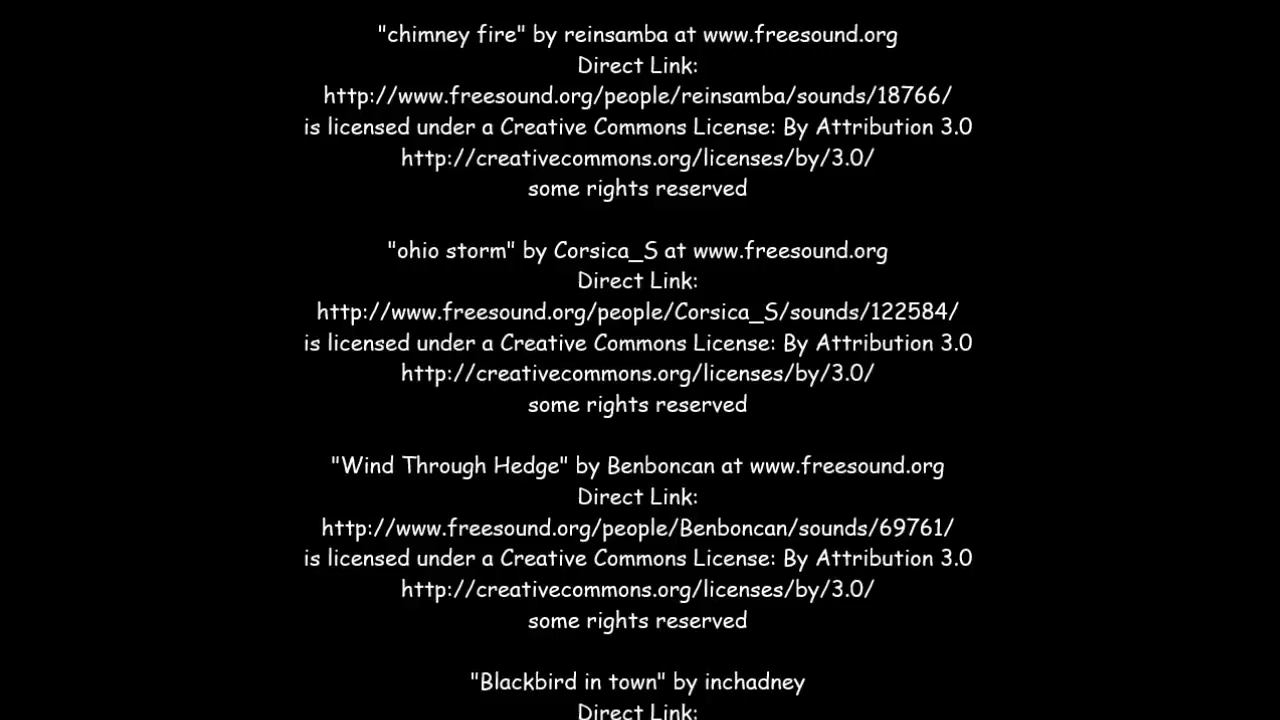 "chimney fire" by reinsamba at www.freesound.org
Direct Link:
http://www.freesound.org/people/reinsamba/sounds/18766/
is licensed under a Creative Commons License: By Attribution 3.0
http://creativecommons.org/licenses/by/3.0/
some rights reserved
"ohio storm" by Corsica_S at www.freesound.org
Direct Link:
http://www.freesound.org/people/Corsica_S/sounds/122584/
is licensed under a Creative Commons License: By Attribution 3.0
http://creativecommons.org/licenses/by/3.0/
some rights reserved
"Wind Through Hedge" by Benboncan at www.freesound.org
Direct Link:
http://www.freesound.org/people/Benboncan/sounds/69761/
is licensed under a Creative Commons License: By Attribution 3.0
http://creativecommons.org/licenses/by/3.0/
some rights reserved
"Blackbird in town" by inchadney
Direct Link: